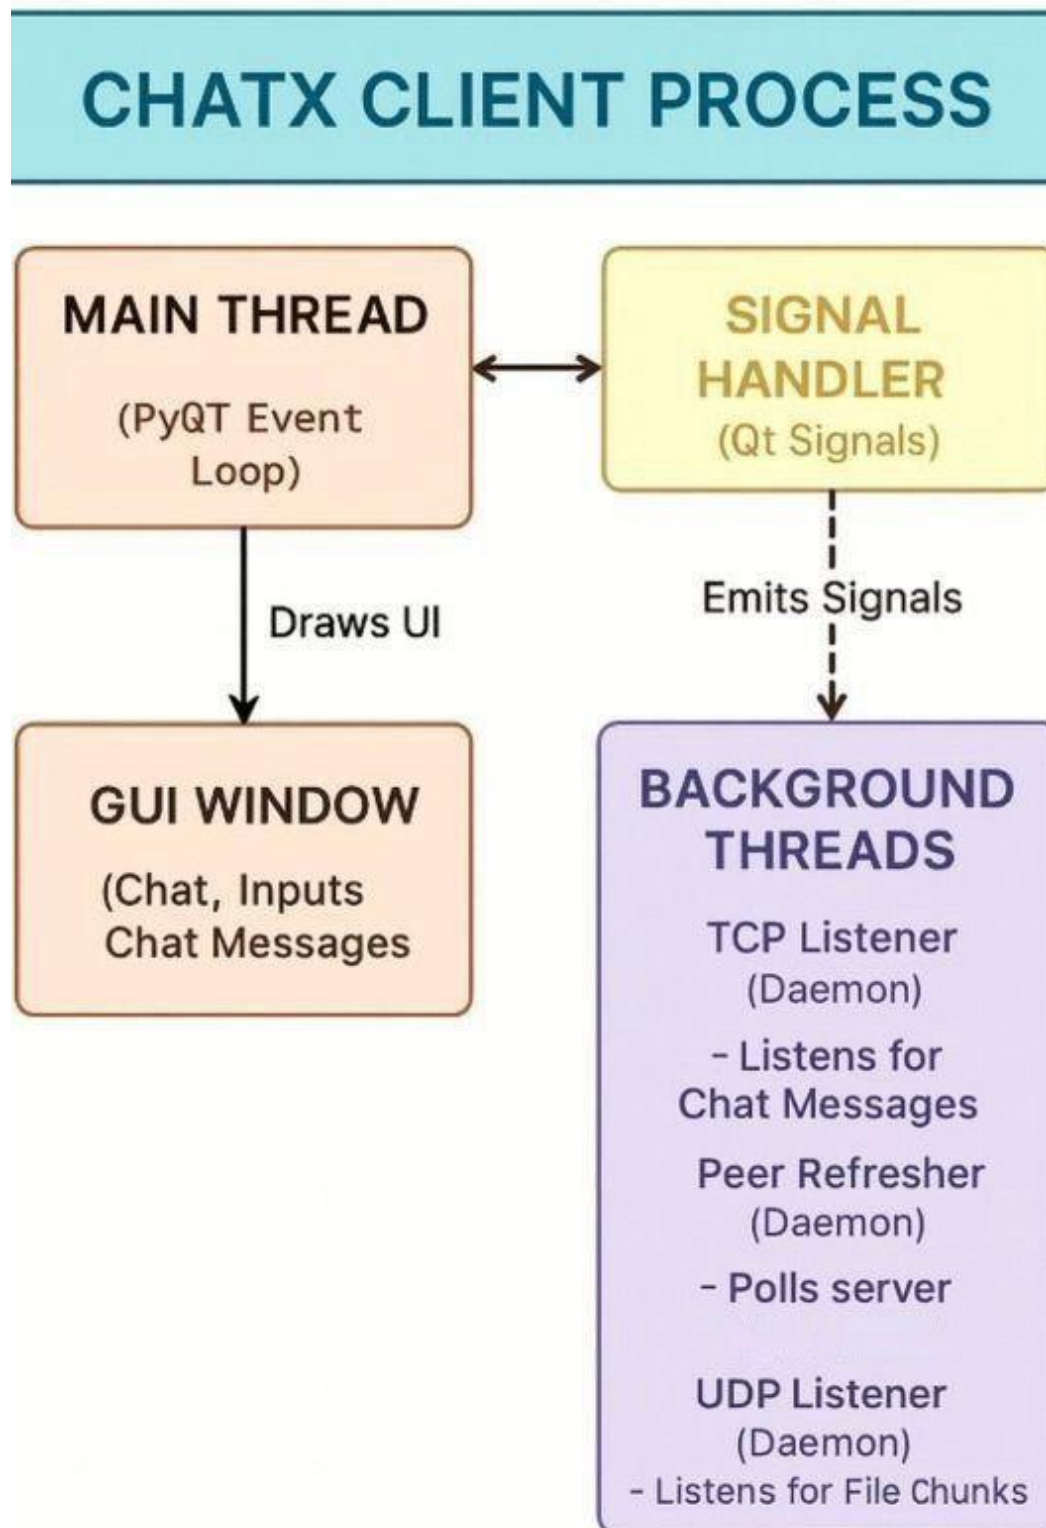 CHATX CLIENT PROCESS
MAIN THREAD
(PyQT Event
Loop)
SIGNAL
HANDLER
(Qt Signals)
Draws UI
Emits Signals
GUI WINDOW
(Chat, Inputs
Chat Messages
BACKGROUND
THREADS
TCP Listener
(Daemon)
- Listens for
Chat Messages
Peer Refresher
(Daemon)
- Polls server
UDP Listener
(Daemon)
- Listens for File Chunks